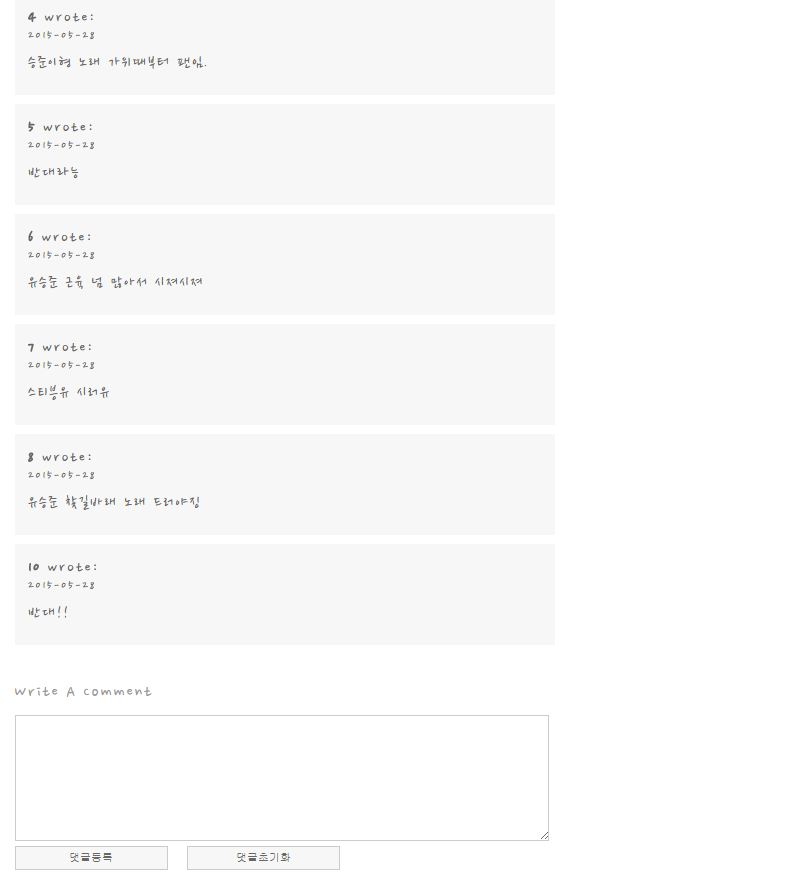 4 wrote:
2015-05-28
승준이형 노래 가위때부터 팬임.
5 wrote:
2015-05-28
반대라능
6 wrote:
2015-05-28
유승준 근육 넘 많아서 시져시져
7 wrote:
2015-05-28
스티븡유 시러유
8 wrote:
2015-05-28
유승준 찾길바래 노래 트러야징
10 wrote:
2015-05-28
반대!!
Write A comment
댓글등록 댓글초기화